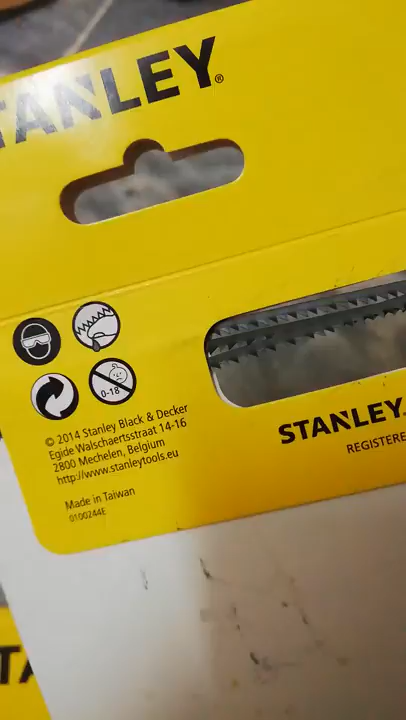 STANLEY®
0-18
© 2014 Stanley Black & Decker
Egide Walschaertsstraat 14-16
2800 Mechelen, Belgium
http://www.stanleytools.eu
Made in Taiwan
0100244E
STANLEY
REGISTERE
TA